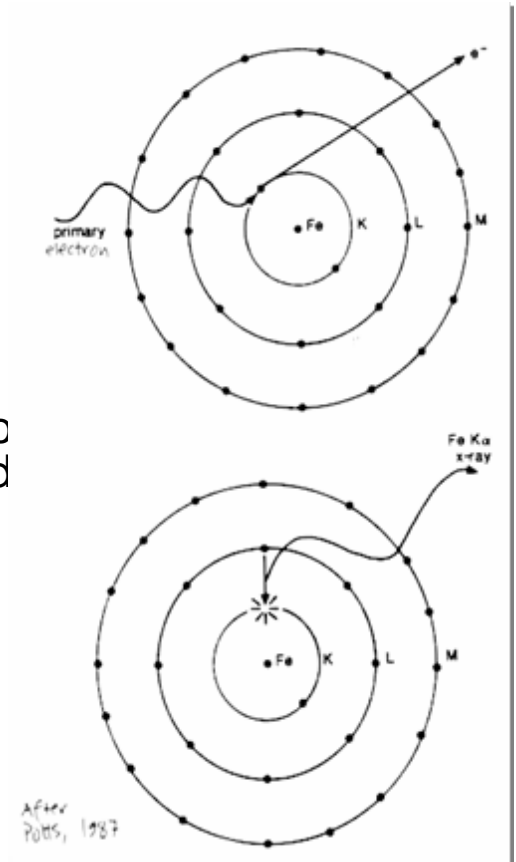 e⁻
Fe
K
L
M
primary
electron
Fe Kα
x-ray
Fe
K
L
M
After
Potts, 1987